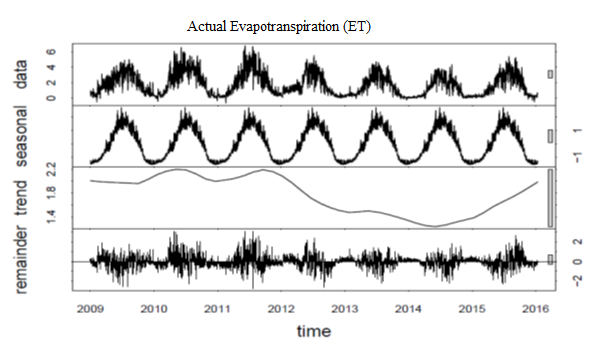 Actual Evapotranspiration (ET)
data
0 2 4 6
seasonal
-1 1
trend
1.4 1.8 2.2
remainder
-2 0 2
2009 2010 2011 2012 2013 2014 2015 2016
time